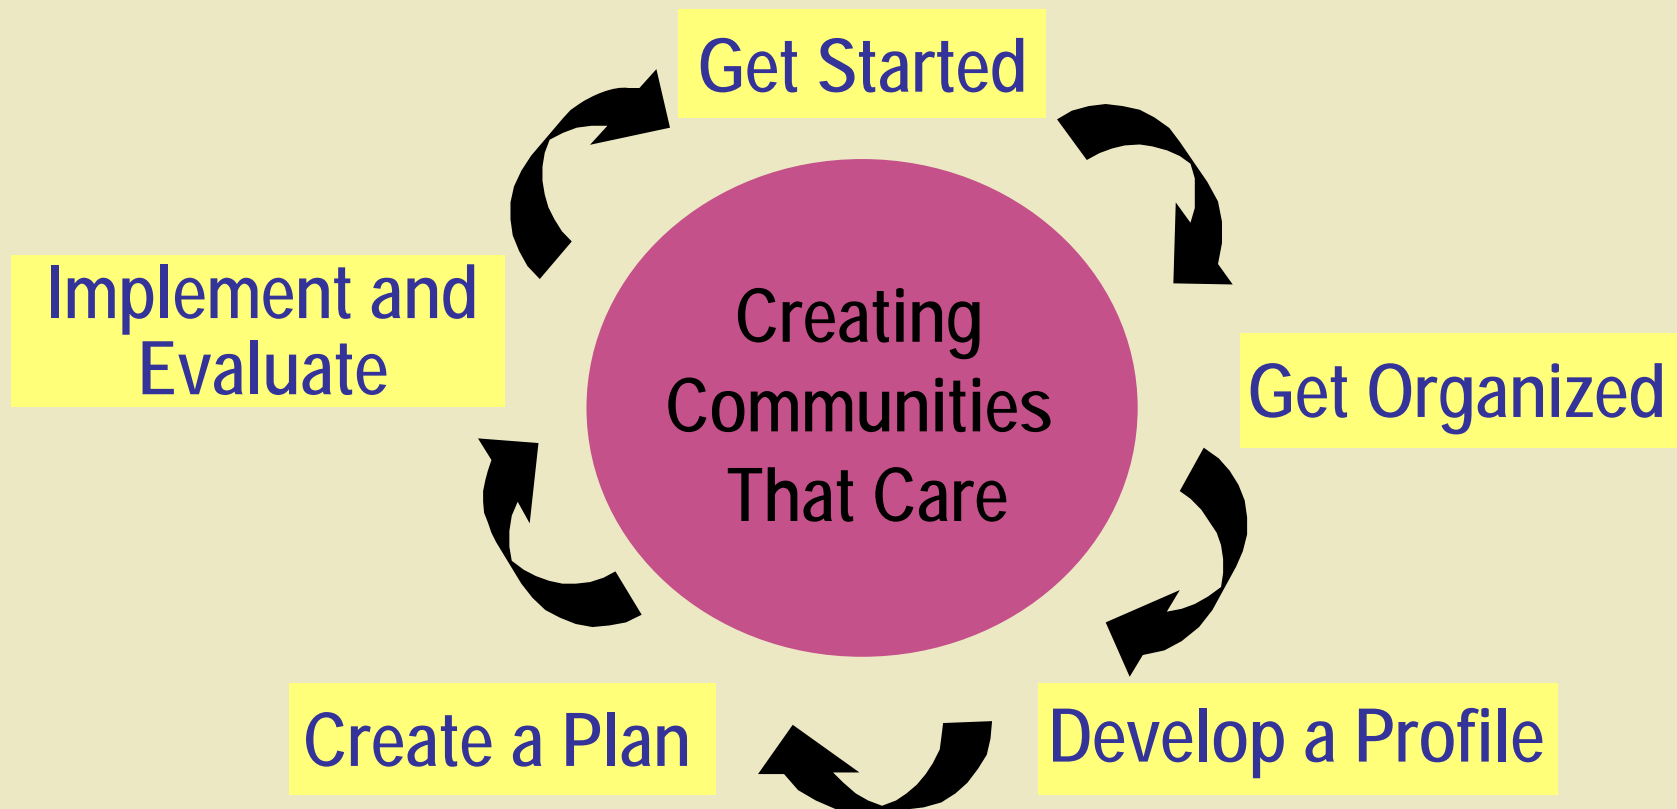 Get Started
Implement and
Evaluate
Creating
Communities
That Care
Get Organized
Create a Plan
Develop a Profile